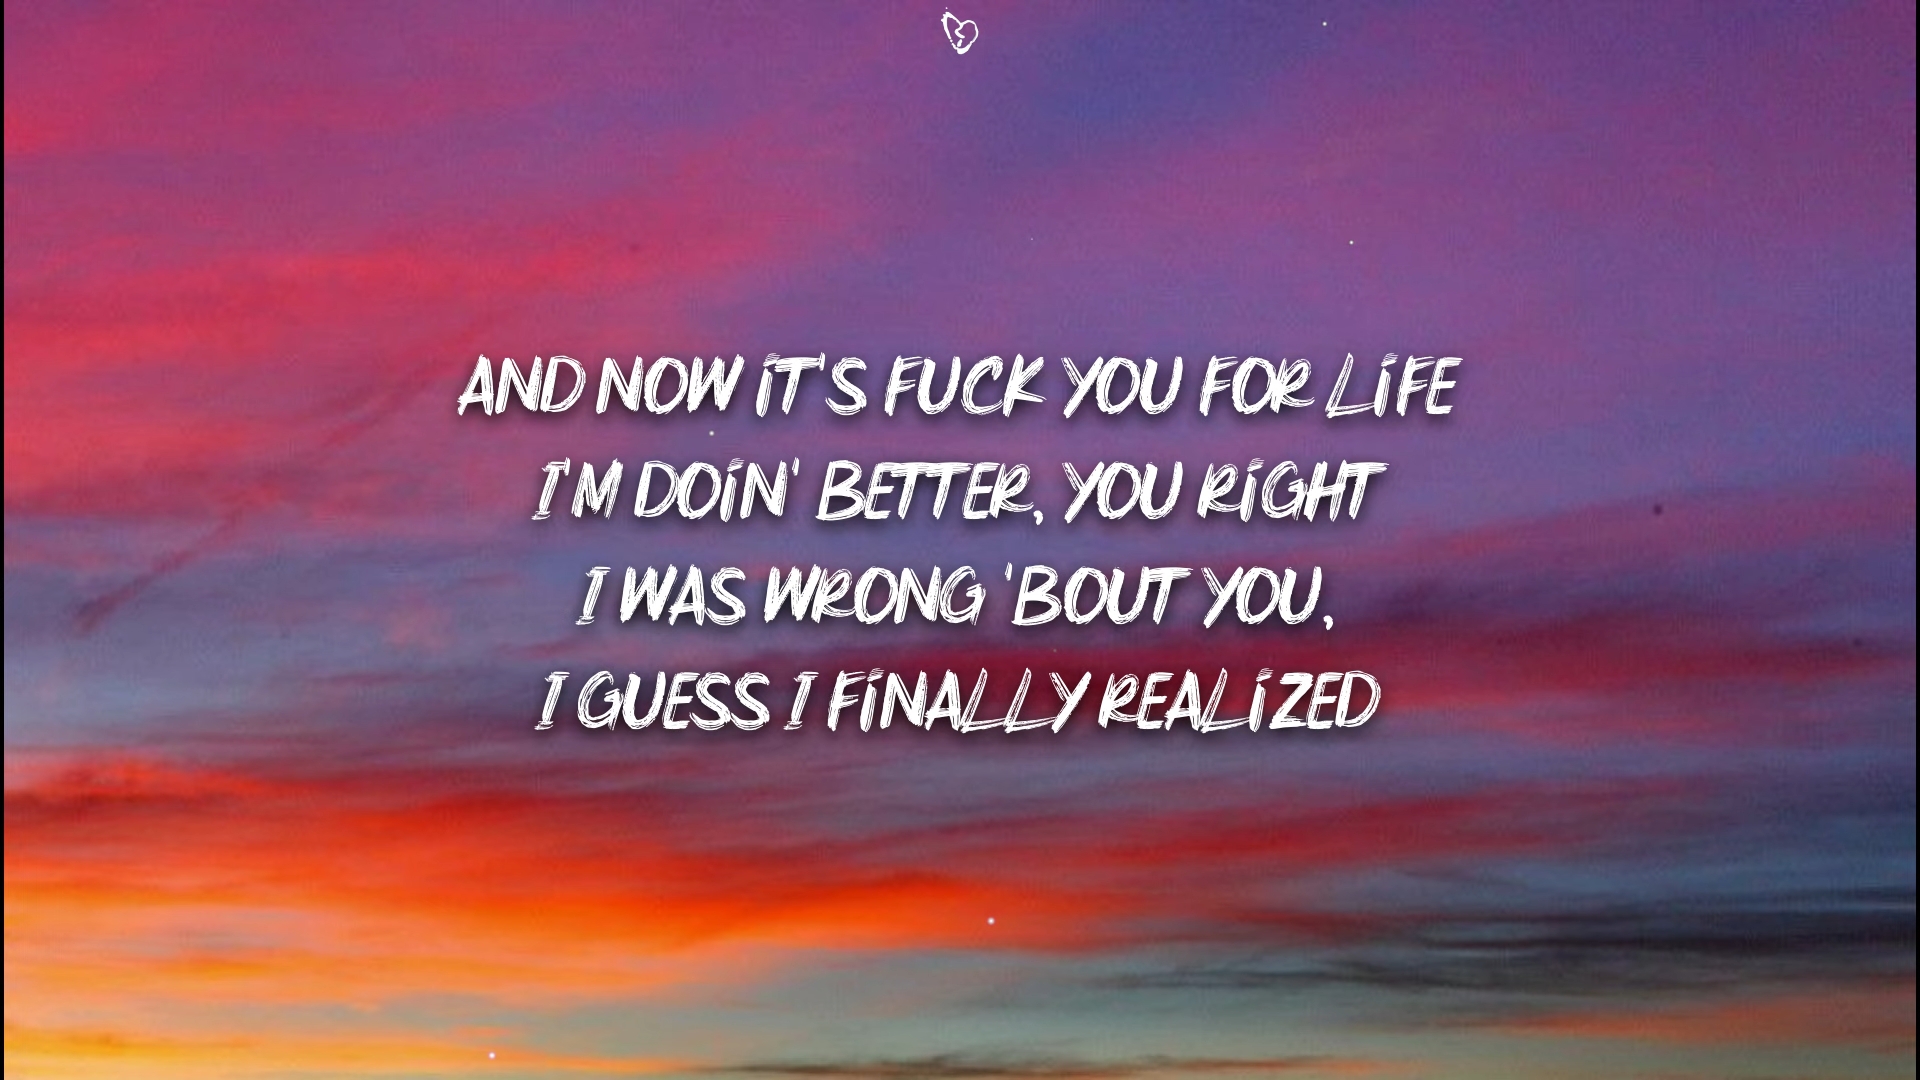 AND NOW IT'S FUCK YOU FOR LIFE
I'M DOIN' BETTER, YOU RIGHT
I WAS WRONG 'BOUT YOU,
I GUESS I FINALLY REALIZED